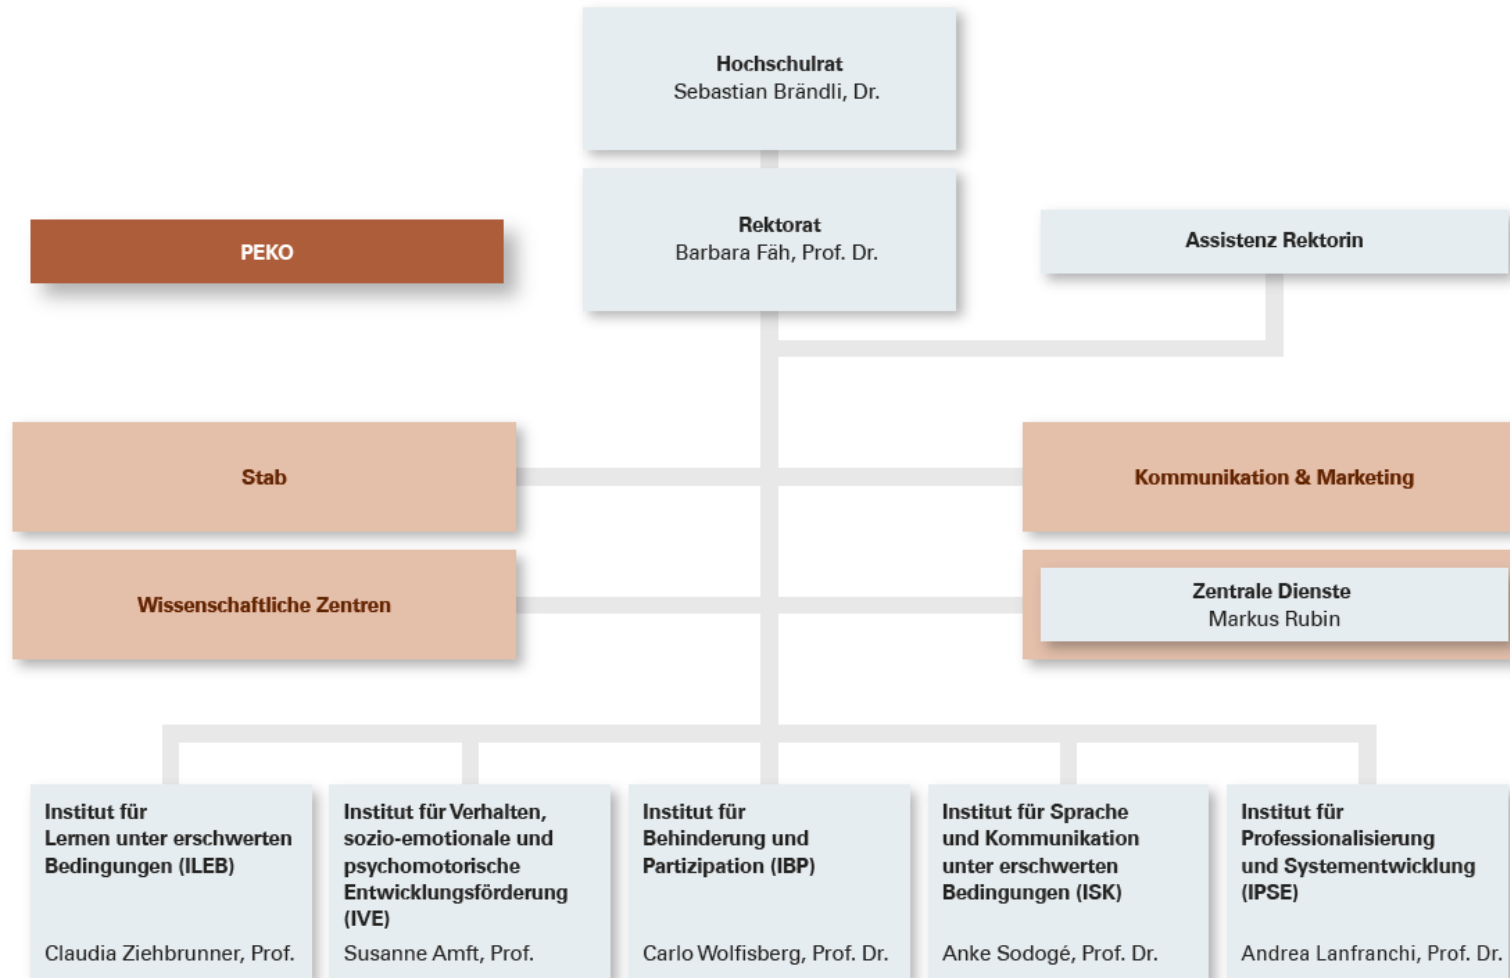 Hochschulrat
Sebastian Brändli, Dr.
Rektorat
Barbara Fäh, Prof. Dr.
PEKO
Assistenz Rektorin
Stab
Kommunikation & Marketing
Wissenschaftliche Zentren
Zentrale Dienste
Markus Rubin
Institut für
Lernen unter erschwerten
Bedingungen (ILEB)
Claudia Ziehbrunner, Prof.
Institut für Verhalten,
sozio-emotionale und
psychomotorische
Entwicklungsförderung
(IVE)
Susanne Amft, Prof.
Institut für
Behinderung und
Partizipation (IBP)
Carlo Wolfisberg, Prof. Dr.
Institut für Sprache
und Kommunikation
unter erschwerten
Bedingungen (ISK)
Anke Sodogé, Prof. Dr.
Institut für
Professionalisierung
und Systementwicklung
(IPSE)
Andrea Lanfranchi, Prof. Dr.